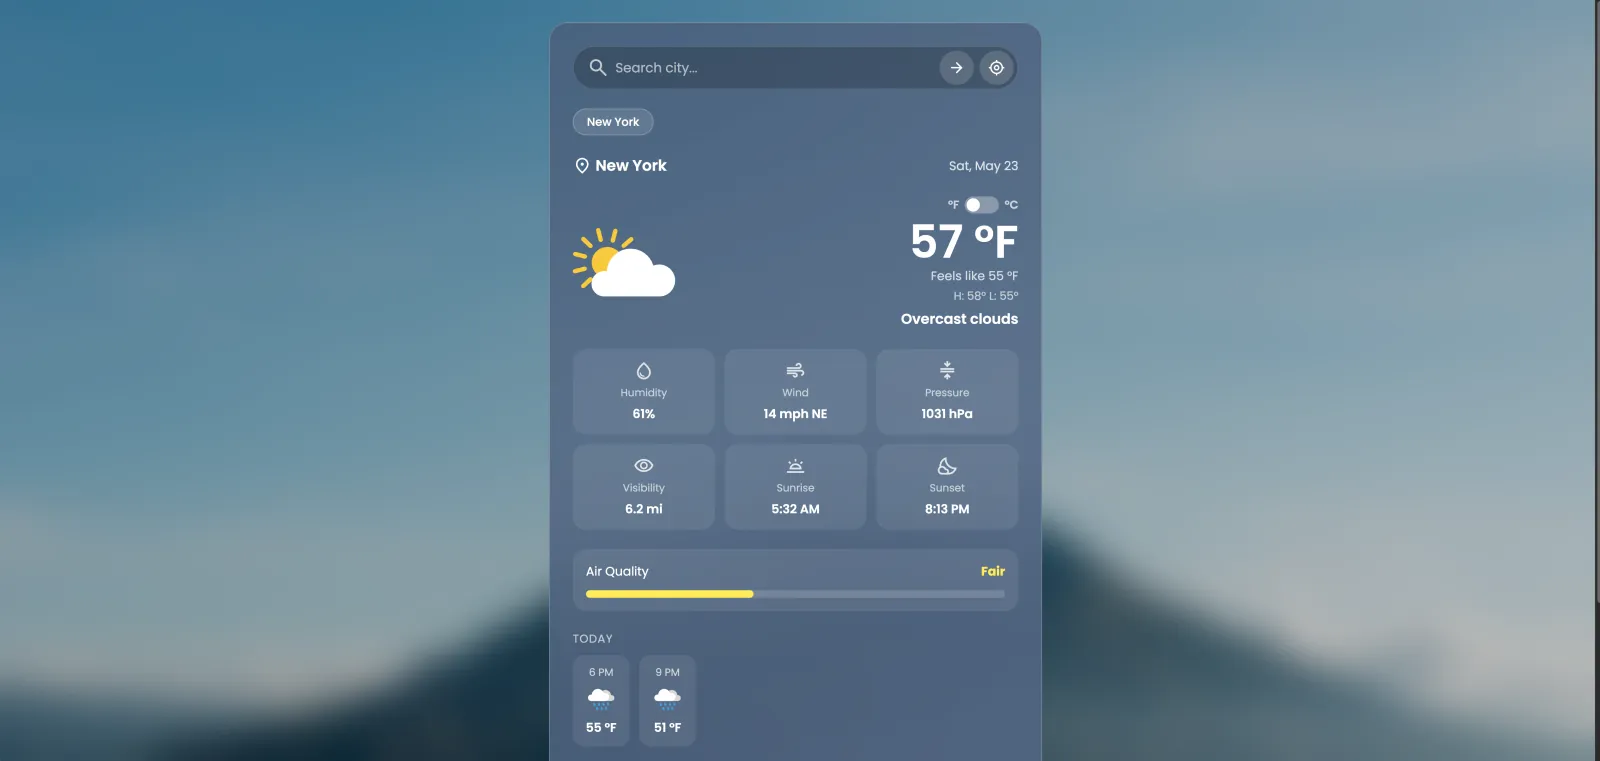 Search city...
New York
New York
Sat, May 23
°F °C
57 °F
Feels like 55 °F
H: 58° L: 55°
Overcast clouds
Humidity
61%
Wind
14 mph NE
Pressure
1031 hPa
Visibility
6.2 mi
Sunrise
5:32 AM
Sunset
8:13 PM
Air Quality
Fair
TODAY
6 PM
55 °F
9 PM
51 °F